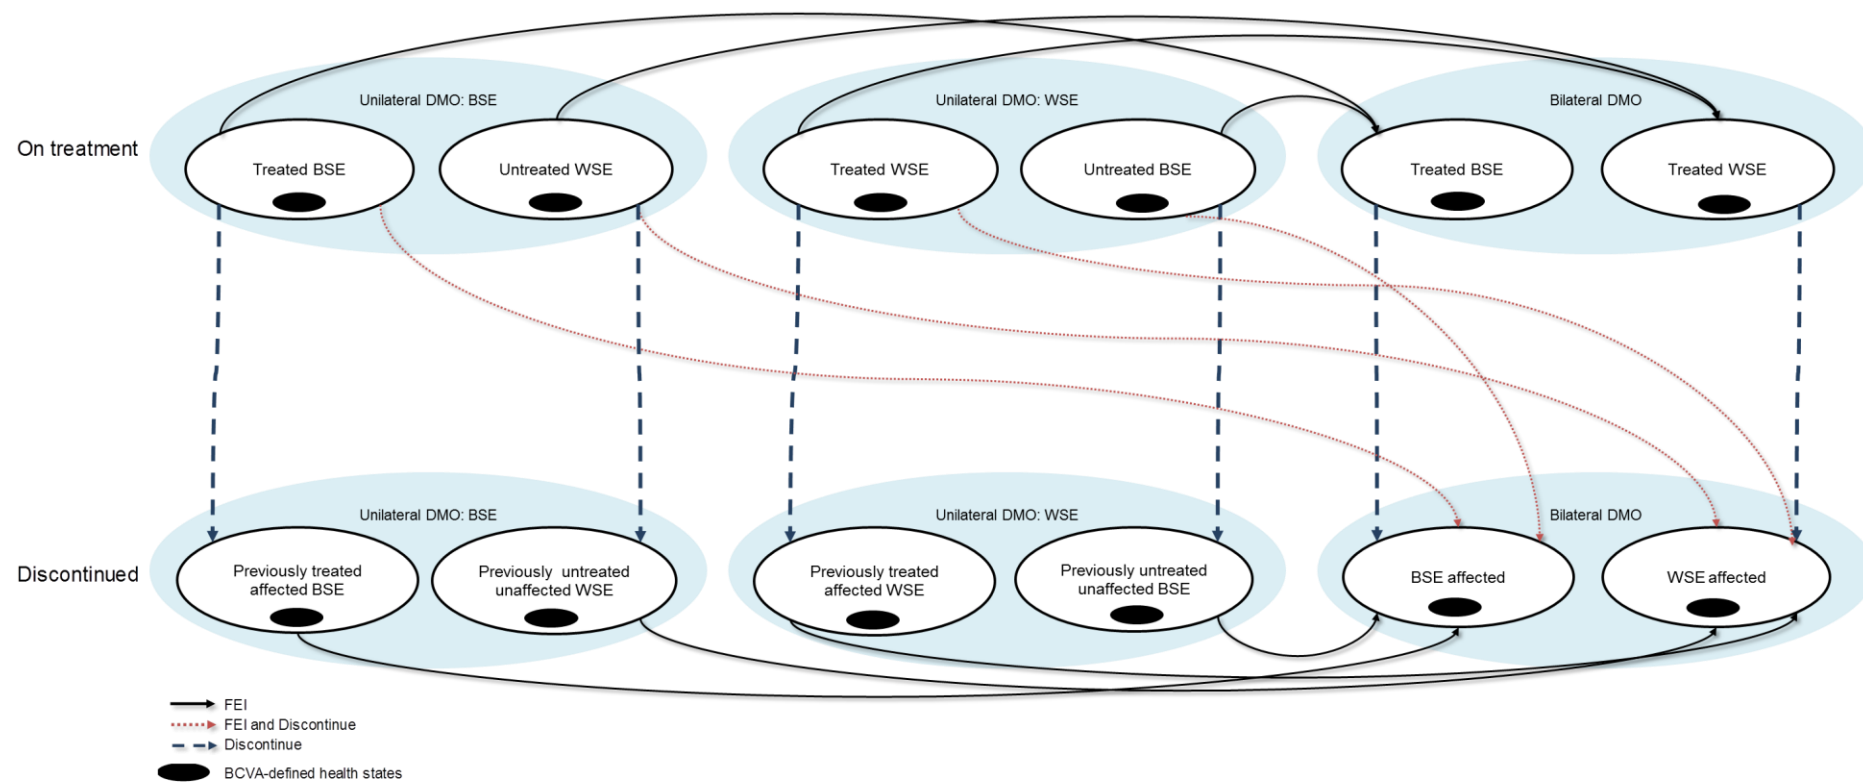 Unilateral DMO: BSE
Unilateral DMO: WSE
Bilateral DMO
On treatment
Treated BSE
Untreated WSE
Treated WSE
Untreated BSE
Treated BSE
Treated WSE
Unilateral DMO: BSE
Unilateral DMO: WSE
Bilateral DMO
Discontinued
Previously treated
affected BSE
Previously untreated
unaffected WSE
Previously treated
affected WSE
Previously untreated
unaffected BSE
BSE affected
WSE affected
FEI
FEI and Discontinue
Discontinue
BCVA-defined health states